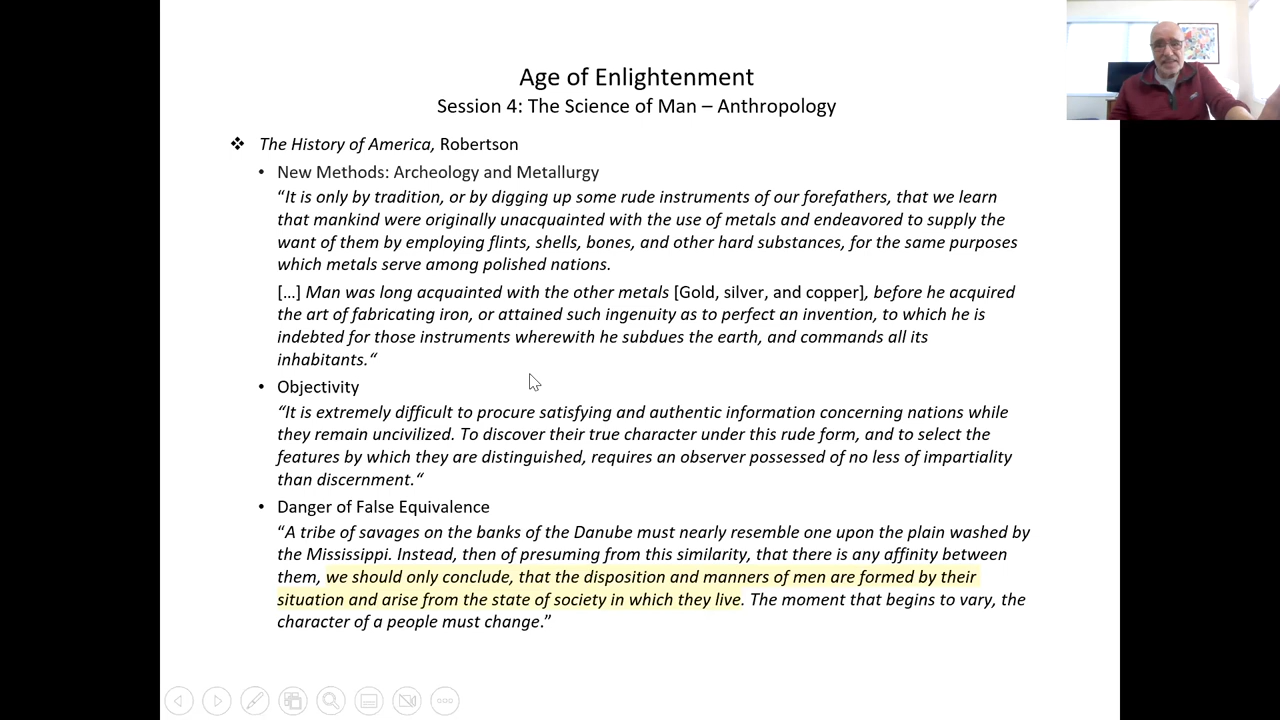 Age of Enlightenment
Session 4: The Science of Man – Anthropology
❖ The History of America, Robertson
• New Methods: Archeology and Metallurgy
“It is only by tradition, or by digging up some rude instruments of our forefathers, that we learn
that mankind were originally unacquainted with the use of metals and endeavored to supply the
want of them by employing flints, shells, bones, and other hard substances, for the same purposes
which metals serve among polished nations.
[…] Man was long acquainted with the other metals [Gold, silver, and copper], before he acquired
the art of fabricating iron, or attained such ingenuity as to perfect an invention, to which he is
indebted for those instruments wherewith he subdues the earth, and commands all its
inhabitants.“
• Objectivity
“It is extremely difficult to procure satisfying and authentic information concerning nations while
they remain uncivilized. To discover their true character under this rude form, and to select the
features by which they are distinguished, requires an observer possessed of no less of impartiality
than discernment.“
• Danger of False Equivalence
“A tribe of savages on the banks of the Danube must nearly resemble one upon the plain washed by
the Mississippi. Instead, then of presuming from this similarity, that there is any affinity between
them, we should only conclude, that the disposition and manners of men are formed by their
situation and arise from the state of society in which they live. The moment that begins to vary, the
character of a people must change.”